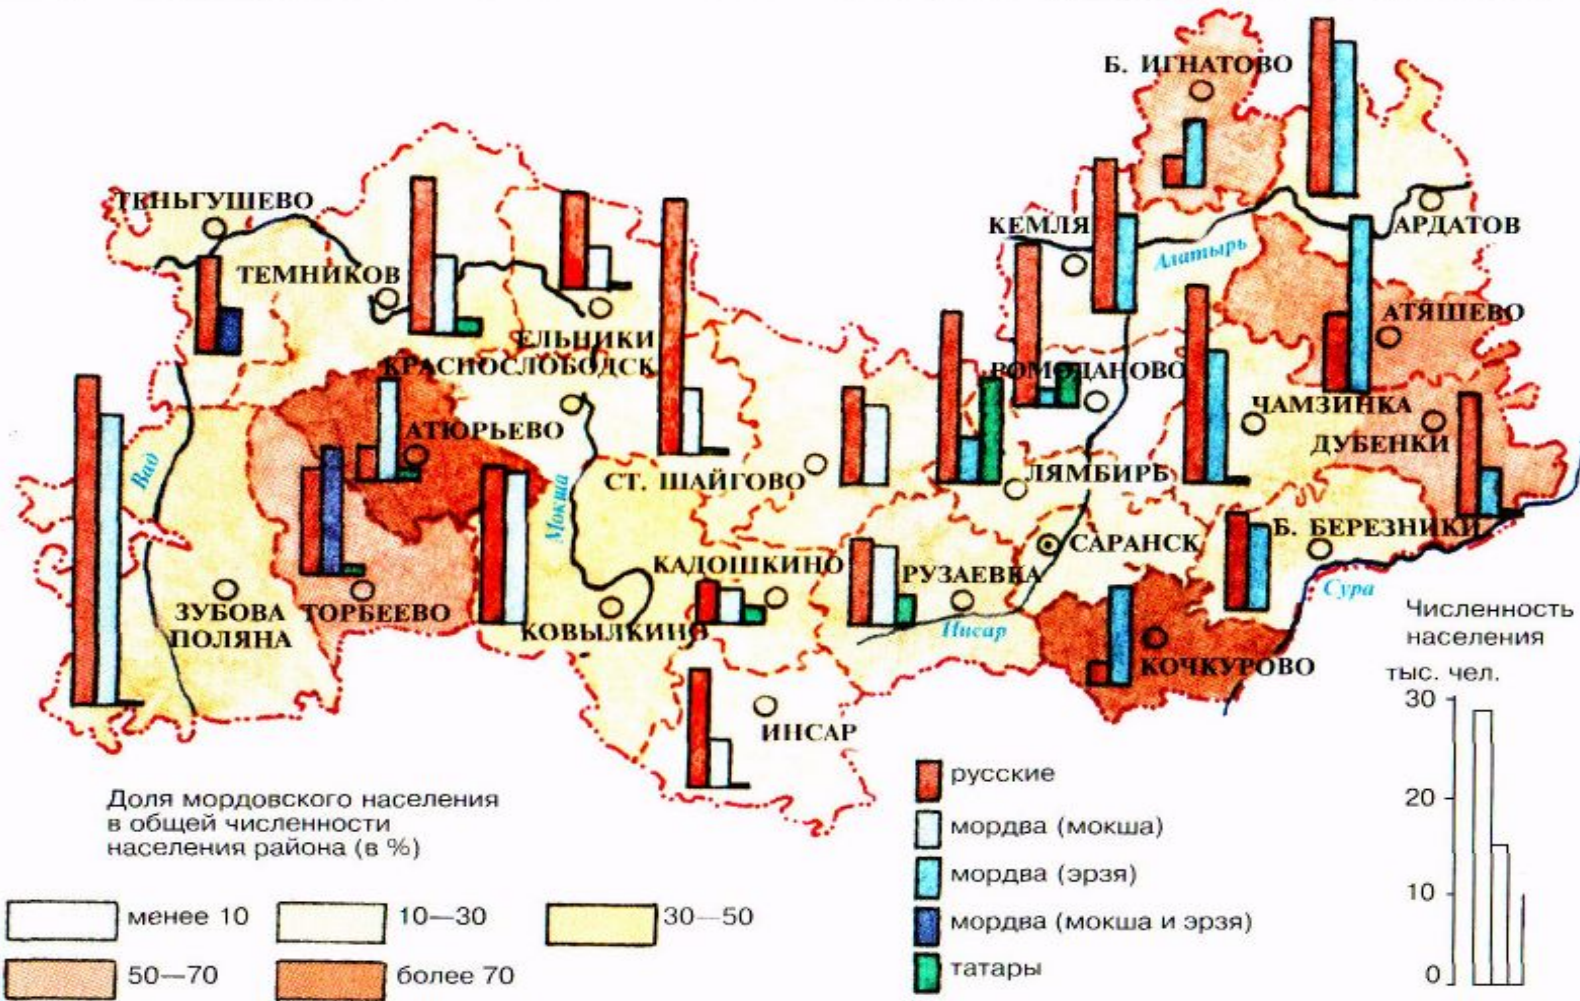 Б. ИГНАТОВО
ТЕНЬГУШЕВО
КЕМЛЯ
АРДАТОВ
Алатырь
ТЕМНИКОВ
АТЯШЕВО
ЕЛЬНИКИ
КРАСНОСЛОБОДСК
РОМОДАНОВО
ЧАМЗИНКА
АТЮРЬЕВО
ДУБЕНКИ
Вад
СТ. ШАЙГОВО
ЛЯМБИРЬ
Мокша
Б. БЕРЕЗНИКИ
САРАНСК
КАДОШКИНО
РУЗАЕВКА
Сура
ЗУБОВА
ПОЛЯНА
ТОРБЕЕВО
КОВЫЛКИНО
Инсар
КОЧКУРОВО
ИНСАР
Численность
населения
тыс. чел.
30
20
10
0
Доля мордовского населения
в общей численности
населения района (в %)
менее 10
10—30
30—50
50—70
более 70
русские
мордва (мокша)
мордва (эрзя)
мордва (мокша и эрзя)
татары